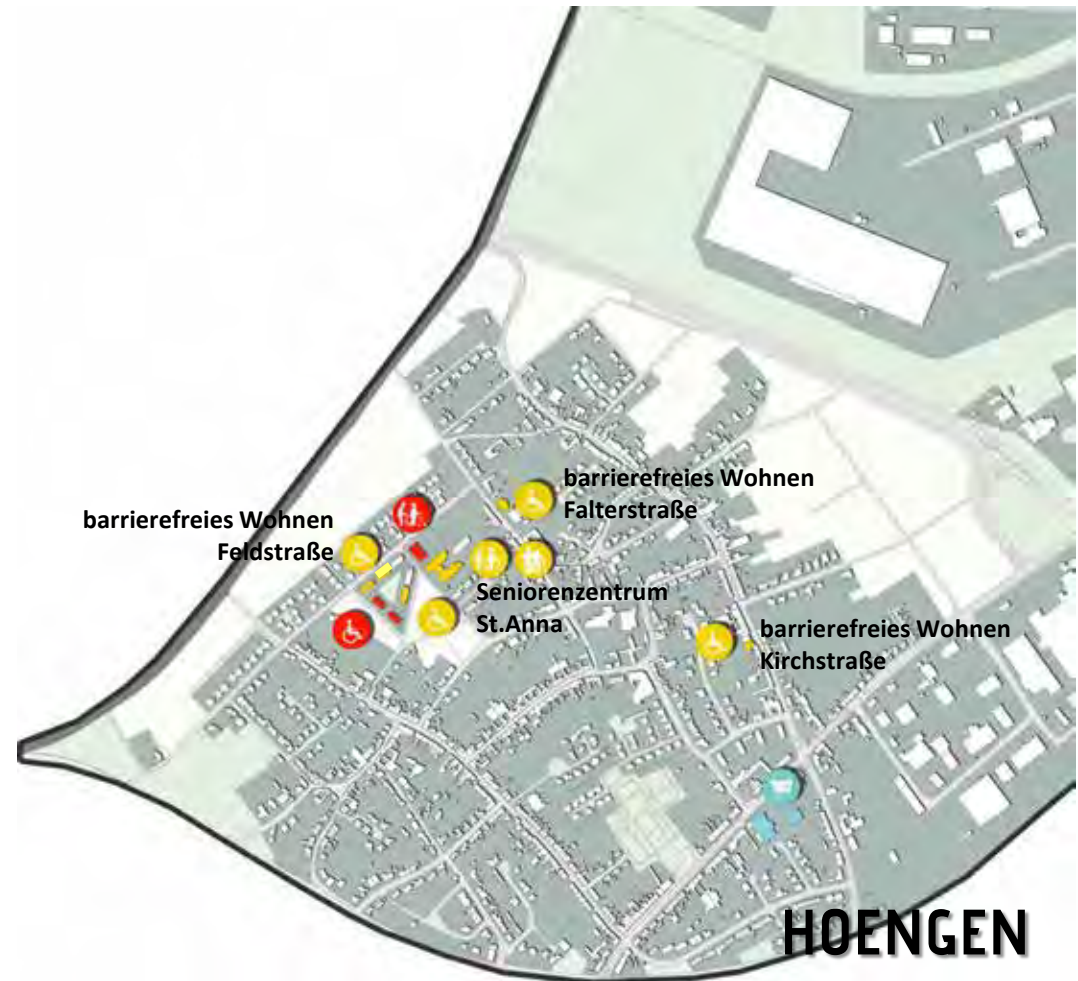 barrierefreies Wohnen
Falterstraße
barrierefreies Wohnen
Feldstraße
Seniorenzentrum
St.Anna
barrierefreies Wohnen
Kirchstraße
HOENGEN